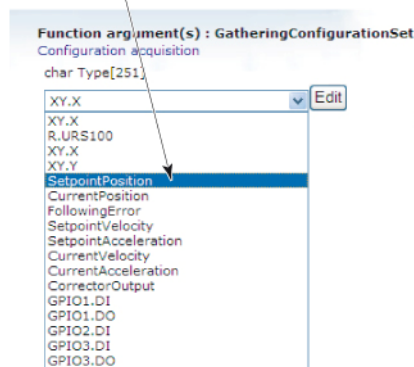 Function argument(s) : GatheringConfigurationSet
Configuration acquisition
char Type[251]
XY.X Edit
XY.X
R.URS100
XY.X
XY.Y
SetpointPosition
CurrentPosition
FollowingError
SetpointVelocity
SetpointAcceleration
CurrentVelocity
CurrentAcceleration
CorrectorOutput
GPIO1.DI
GPIO1.DO
GPIO2.DI
GPIO3.DI
GPIO3.DO